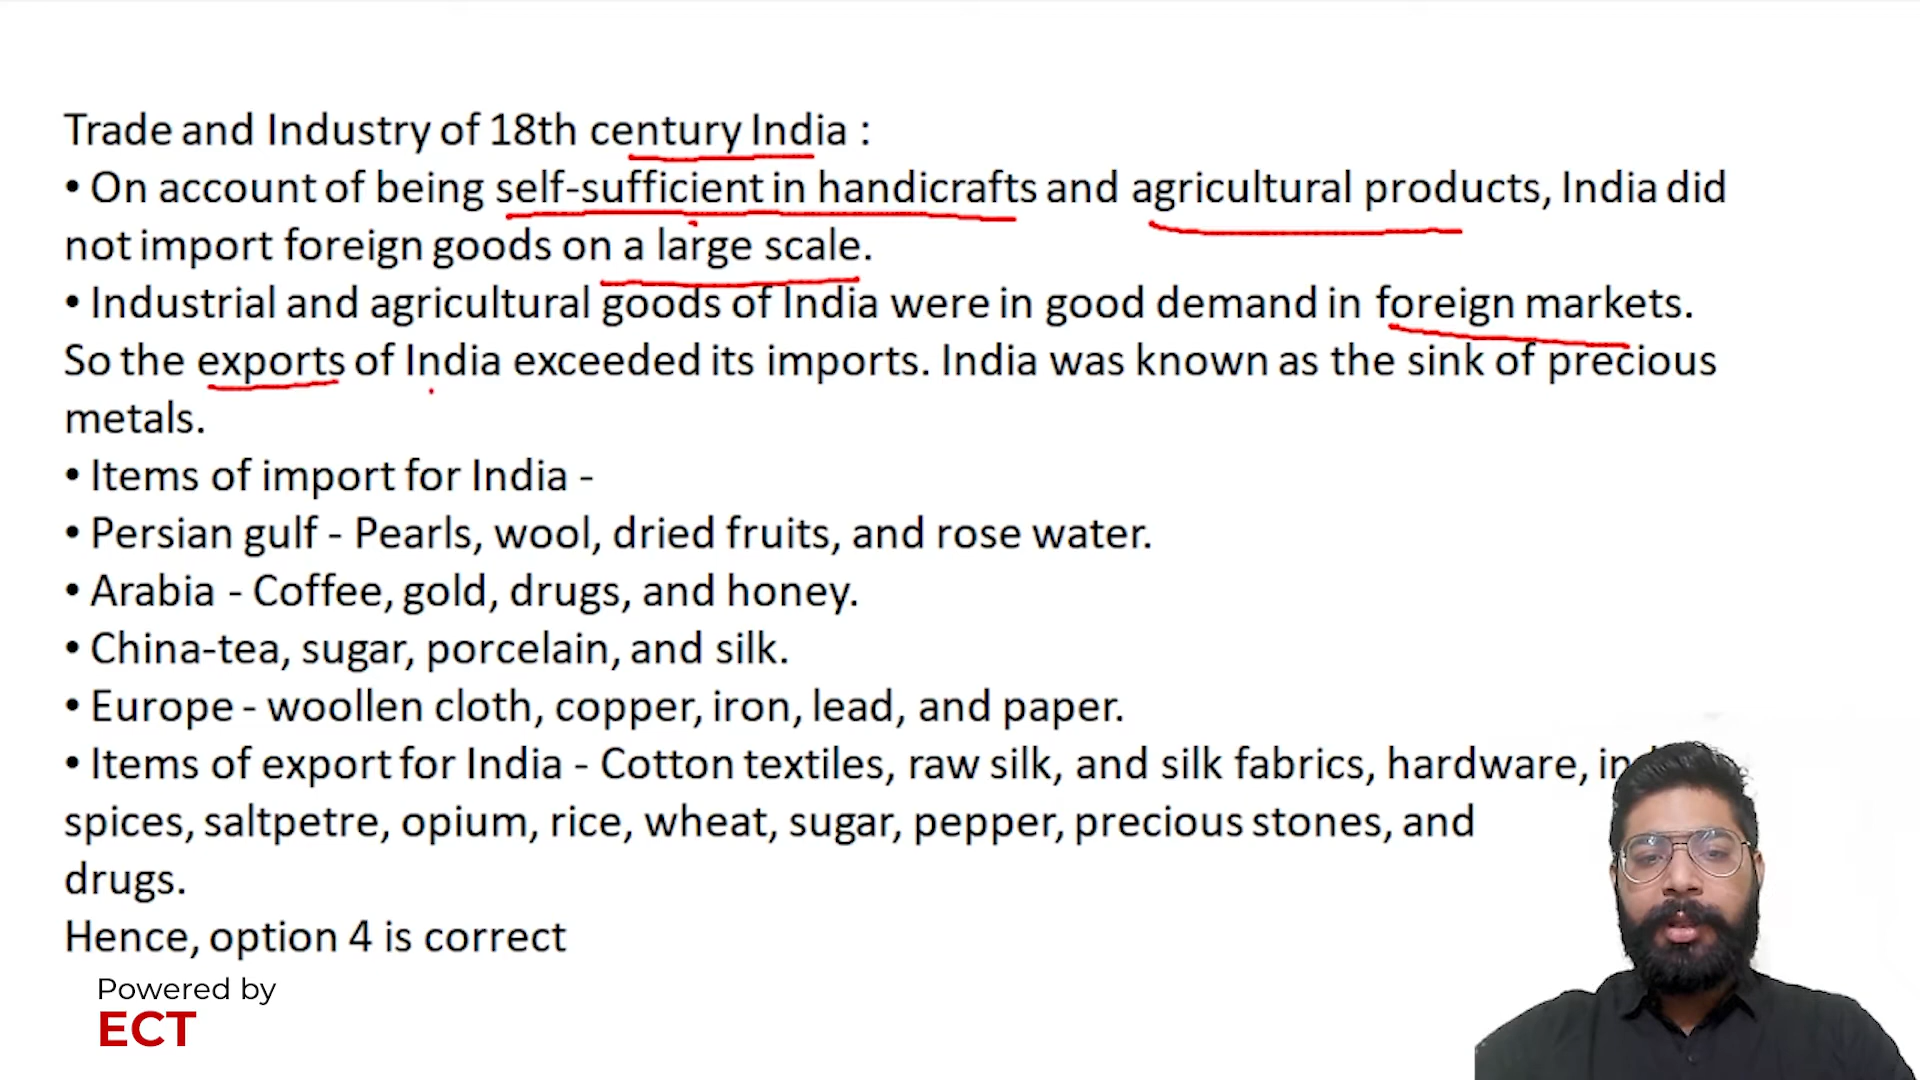 Trade and Industry of 18th century India :
• On account of being self-sufficient in handicrafts and agricultural products, India did
not import foreign goods on a large scale.
• Industrial and agricultural goods of India were in good demand in foreign markets.
So the exports of India exceeded its imports. India was known as the sink of precious
metals.
• Items of import for India -
• Persian gulf - Pearls, wool, dried fruits, and rose water.
• Arabia - Coffee, gold, drugs, and honey.
• China-tea, sugar, porcelain, and silk.
• Europe - woollen cloth, copper, iron, lead, and paper.
• Items of export for India - Cotton textiles, raw silk, and silk fabrics, hardware,
spices, saltpetre, opium, rice, wheat, sugar, pepper, precious stones, and
drugs.
Hence, option 4 is correct
Powered by
ECT